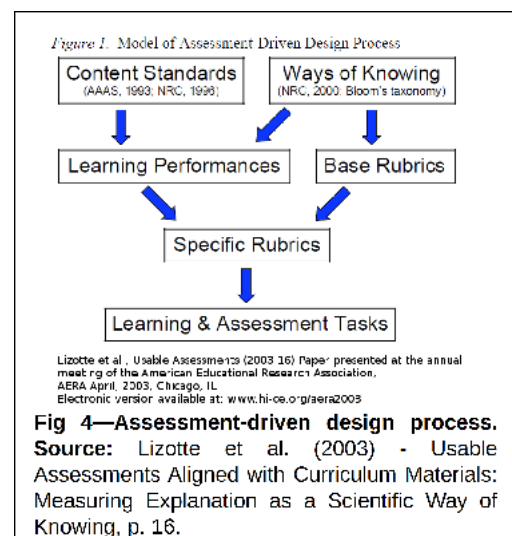 Figure 1. Model of Assessment Driven Design Process
Content Standards
(AAAS, 1993; NRC, 1996)
Ways of Knowing
(NRC, 2000; Bloom's taxonomy)
Learning Performances
Base Rubrics
Specific Rubrics
Learning & Assessment Tasks
Lizotte et al., Usable Assessments (2003 16) Paper presented at the annual
meeting of the American Educational Research Association,
AERA April, 2003, Chicago, IL
Electronic version available at: www.hi-ce.org/aera2003
Fig 4—Assessment-driven design process.
Source: Lizotte et al. (2003) - Usable
Assessments Aligned with Curriculum Materials:
Measuring Explanation as a Scientific Way of
Knowing, p. 16.